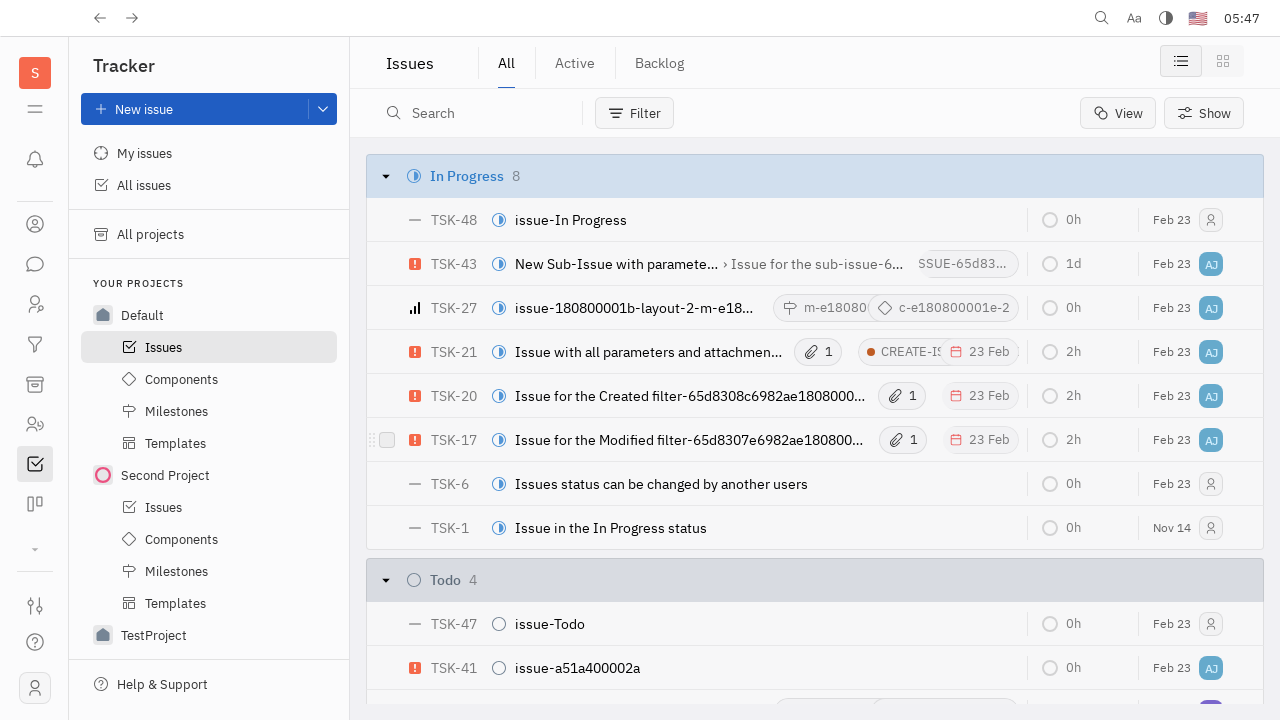 Aa
05:47
S
Tracker
New issue
My issues
All issues
All projects
YOUR PROJECTS
Default
Issues
Components
Milestones
Templates
Second Project
Issues
Components
Milestones
Templates
TestProject
Help & Support
Issues
All
Active
Backlog
Search
Filter
View
Show
In Progress 8
TSK-48 issue-In Progress 0h Feb 23
TSK-43 New Sub-Issue with paramete... › Issue for the sub-issue-6... SSUE-65d83... 1d Feb 23 AJ
TSK-27 issue-180800001b-layout-2-m-e18... m-e18080 c-e180800001e-2 0h Feb 23 AJ
TSK-21 Issue with all parameters and attachmen... 1 CREATE-IS 23 Feb 2h Feb 23 AJ
TSK-20 Issue for the Created filter-65d8308c6982ae1808000... 1 23 Feb 2h Feb 23 AJ
TSK-17 Issue for the Modified filter-65d8307e6982ae180800... 1 23 Feb 2h Feb 23 AJ
TSK-6 Issues status can be changed by another users 0h Feb 23
TSK-1 Issue in the In Progress status 0h Nov 14
Todo 4
TSK-47 issue-Todo 0h Feb 23
TSK-41 issue-a51a400002a 0h Feb 23 AJ